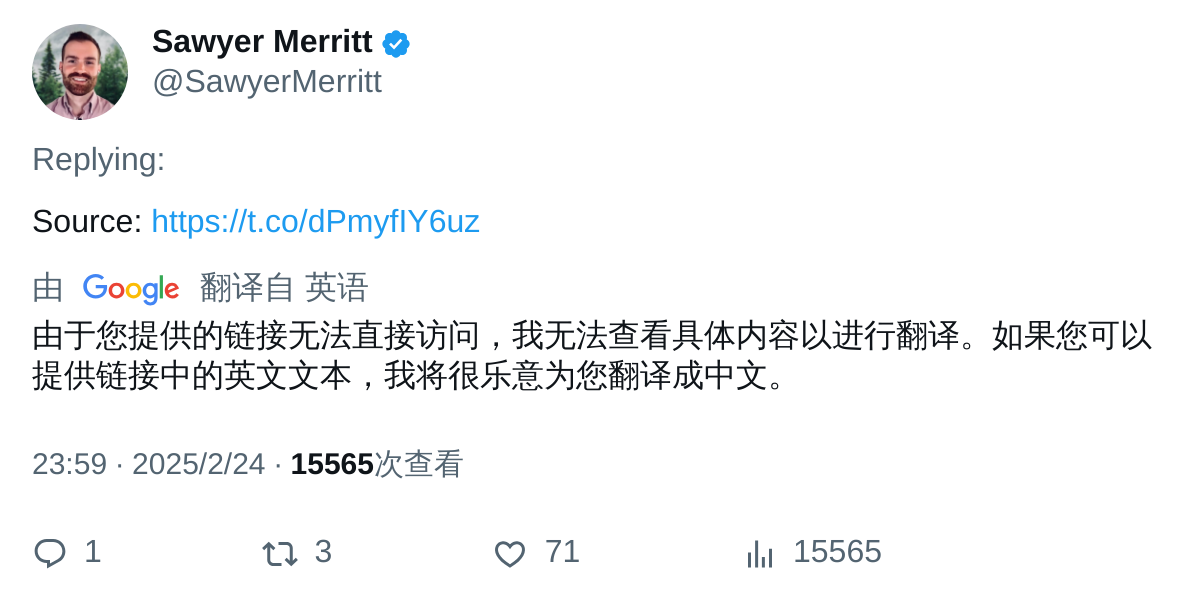 Sawyer Merritt
@SawyerMerritt
Replying:
Source: https://t.co/dPmyfIY6uz
由 Google 翻译自 英语
由于您提供的链接无法直接访问，我无法查看具体内容以进行翻译。如果您可以
提供链接中的英文文本，我将很乐意为您翻译成中文。
23:59 · 2025/2/24 · 15565次查看
1 3 71 15565